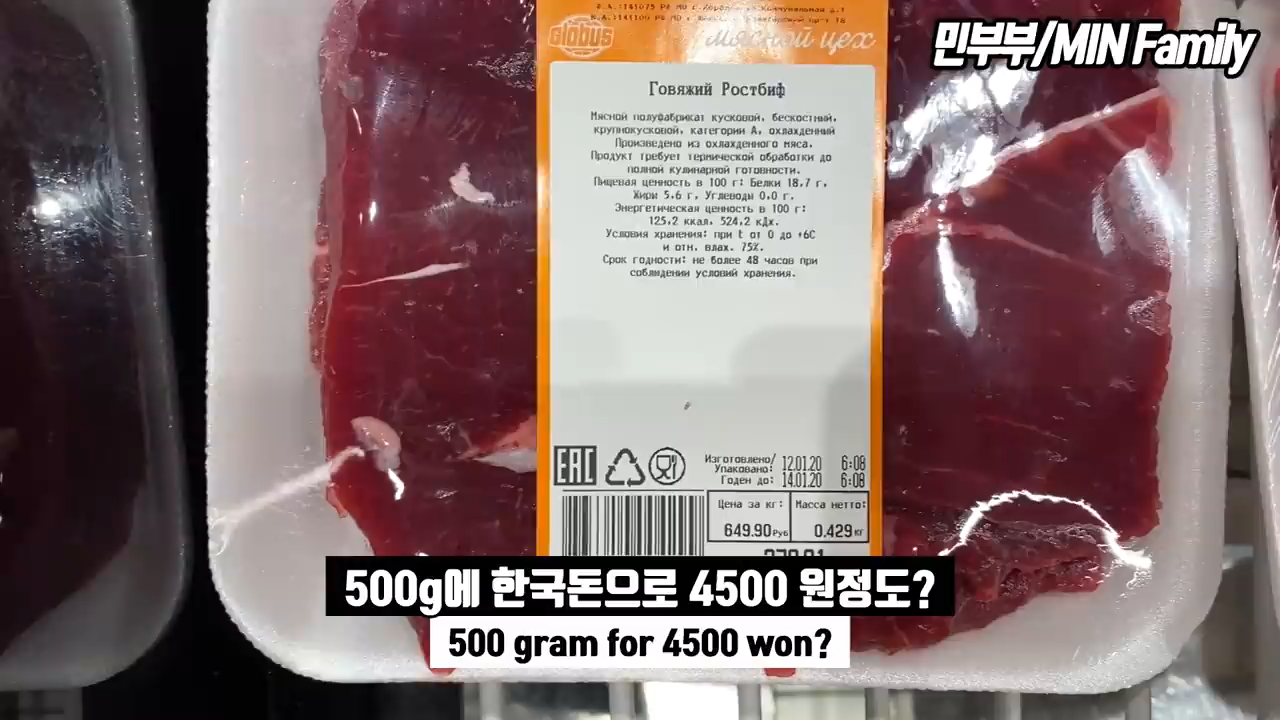 Globus
мясной цех
민부부/MIN Family
Говяжий Ростбиф
Мясной полуфабрикат кусковой, бескостный,
крупнокусковой, категории А, охлажденный
Произведено из охлажденного мяса.
Продукт требует термической обработки до
полной кулинарной готовности.
Пищевая ценность в 100 г: Белки 18,7 г,
Жиры 5,6 г, Углеводы 0,0 г.
Энергетическая ценность в 100 г:
125,2 ккал, 524,2 кДж.
Условия хранения: при t от 0 до +6С
и отн. влаж. 75%.
Срок годности: не более 48 часов при
соблюдении условий хранения.
EAC
Изготовлено/
Упаковано: 12.01.20 6:08
Годен до: 14.01.20 6:08
Цена за кг: Масса нетто:
649.90 Руб 0.429 кг
500g에 한국돈으로 4500 원정도?
500 gram for 4500 won?